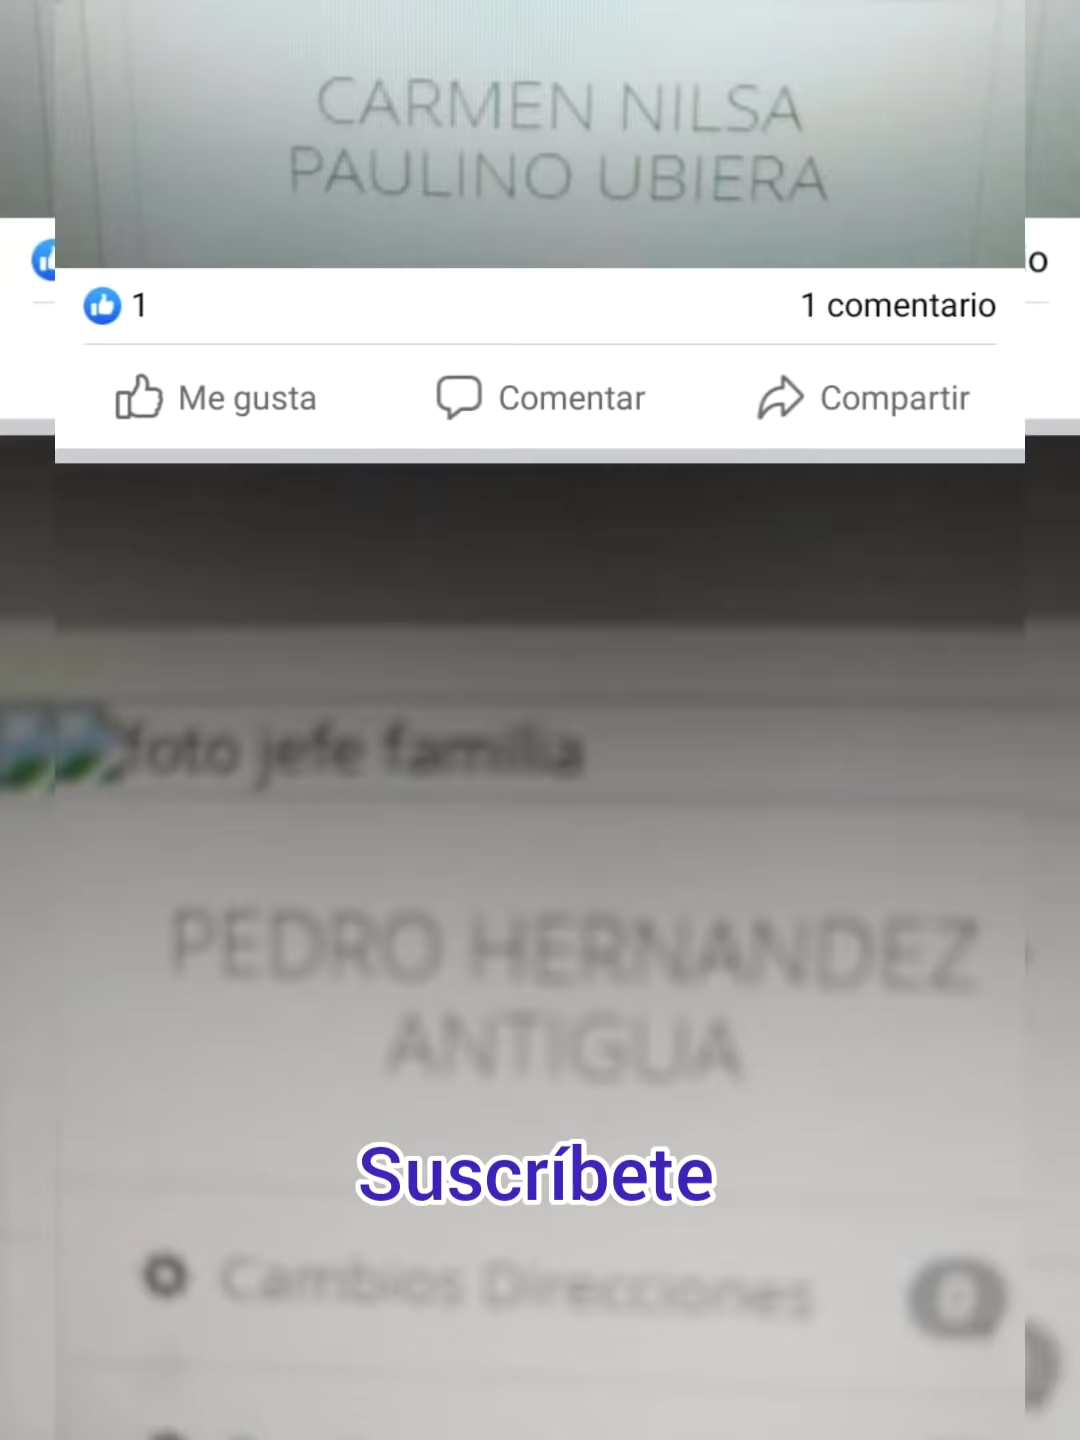 CARMEN NILSA
PAULINO UBIERA
o
1
1 comentario
Me gusta
Comentar
Compartir
foto jefe familia
PEDRO HERNANDEZ
ANTIGUA
Suscríbete
Cambios Direcciones